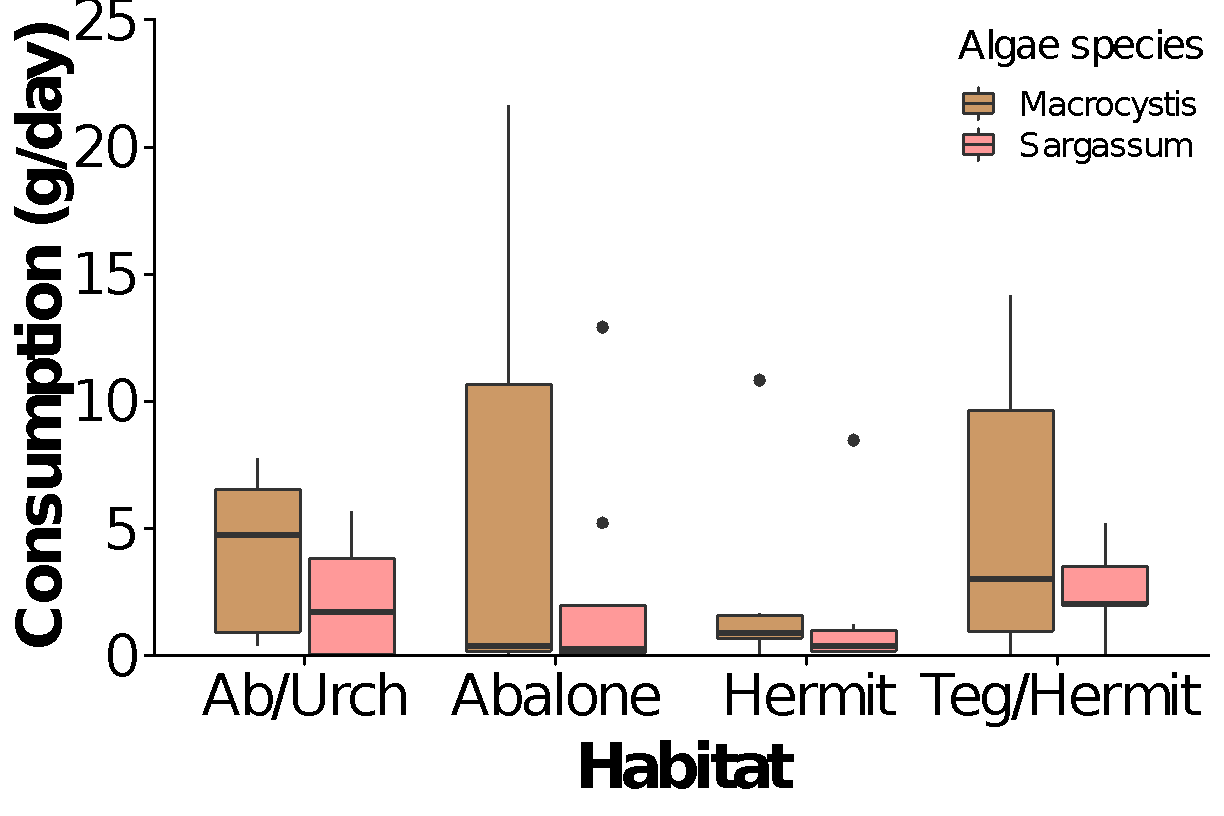 Consumption (g/day)
25
20
15
10
5
0
Algae species
Macrocystis
Sargassum
Ab/Urch Abalone Hermit Teg/Hermit
Habitat